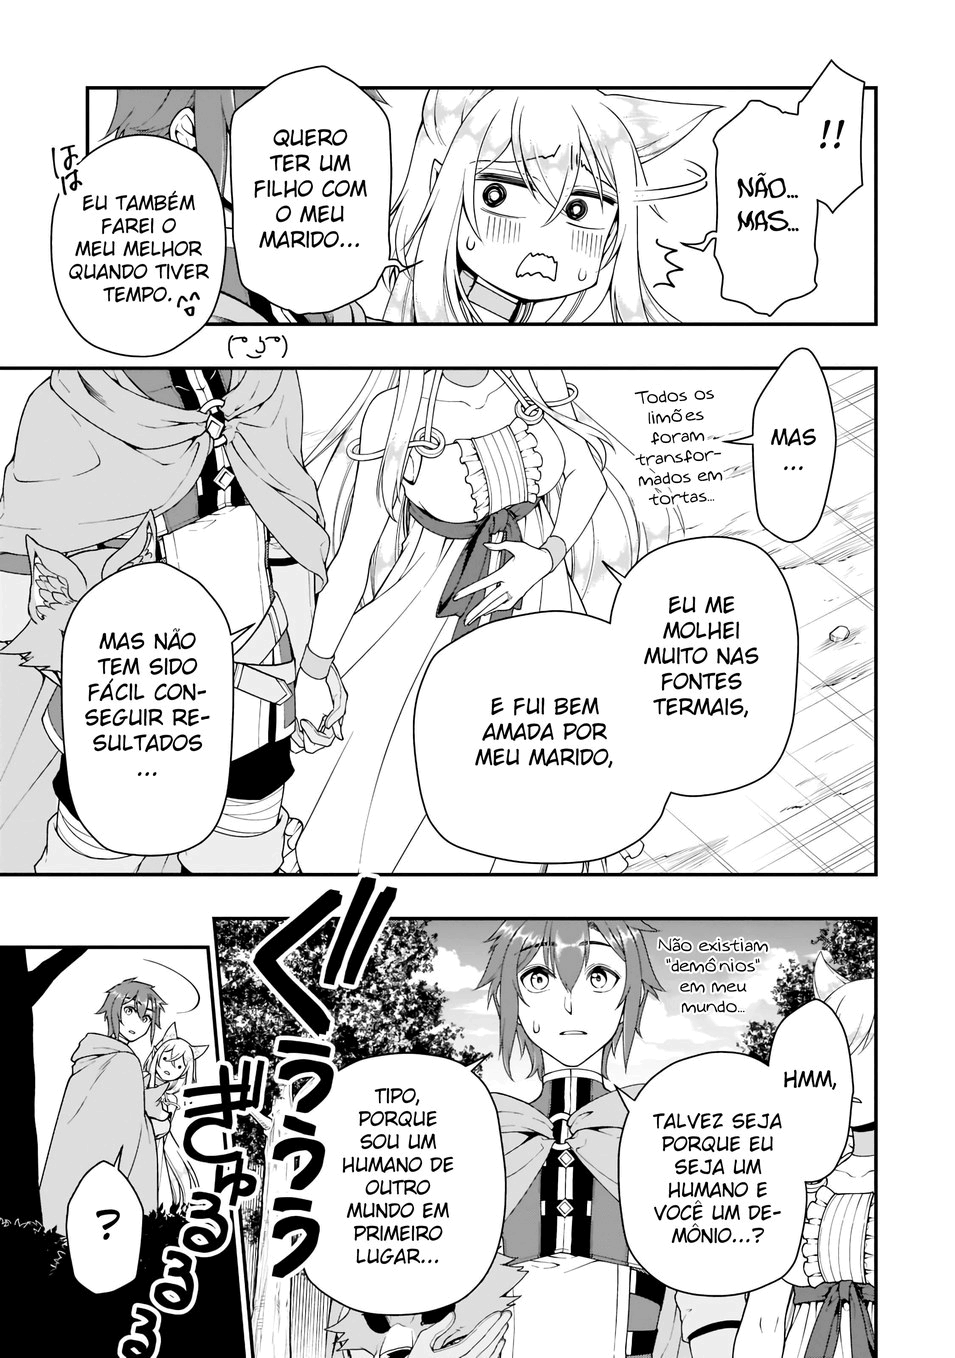 !!
NÃO...
MAS...
QUERO
TER UM
FILHO COM
O MEU
MARIDO...
はは
EU TAMBÉM
FAREI O
MEU MELHOR
QUANDO TIVER
TEMPO. ^^
( ͡° ͜ʖ ͡°)
MAS
...
Todos os
limões
foram
transfor-
mados em
tortas...
EU ME
MOLHEI
MUITO NAS
FONTES
TERMAIS,
E FUI BEM
AMADA POR
MEU MARIDO,
MAS NÃO
TEM SIDO
FÁCIL CON-
SEGUIR RE-
SULTADOS
...
Não existiam
"demônios"
em meu
mundo...
HMM,
TALVEZ SEJA
PORQUE EU
SEJA UM
HUMANO E
VOCÊ UM DE-
MÔNIO...?
TIPO,
PORQUE
SOU UM
HUMANO DE
OUTRO
MUNDO EM
PRIMEIRO
LUGAR...
ぐぅぅぅ
ぎゅるるるる
?